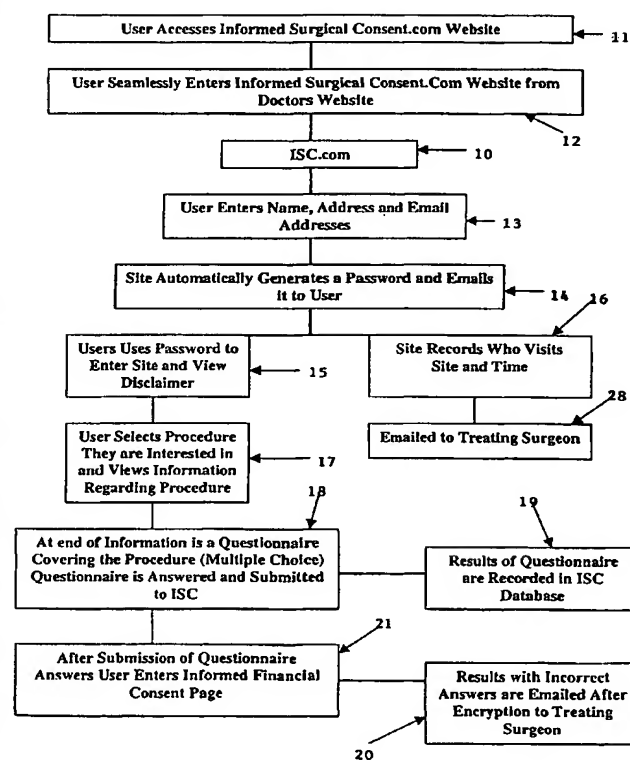 User Accesses Informed Surgical Consent.com Website
11
User Seamlessly Enters Informed Surgical Consent.Com Website from
Doctors Website
12
ISC.com
10
User Enters Name, Address and Email
Addresses
13
Site Automatically Generates a Password and Emails
it to User
14
16
Users Uses Password to
Enter Site and View
Disclaimer
15
Site Records Who Visits
Site and Time
28
Emailed to Treating Surgeon
User Selects Procedure
They are Interested in
and Views Information
Regarding Procedure
17
18
At end of Information is a Questionnaire
Covering the Procedure (Multiple Choice)
Questionnaire is Answered and Submitted
to ISC
19
Results of Questionnaire
are Recorded in ISC
Database
21
After Submission of Questionnaire
Answers User Enters Informed Financial
Consent Page
Results with Incorrect
Answers are Emailed After
Encryption to Treating
Surgeon
20